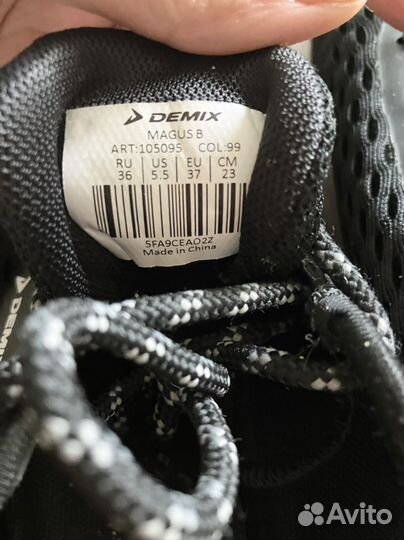 DEMIX
MAGUS B
ART:105095 COL:99
RU US EU CM
36 5.5 37 23
SFA9CEAO2Z
Made in China
DEMIX
Avito